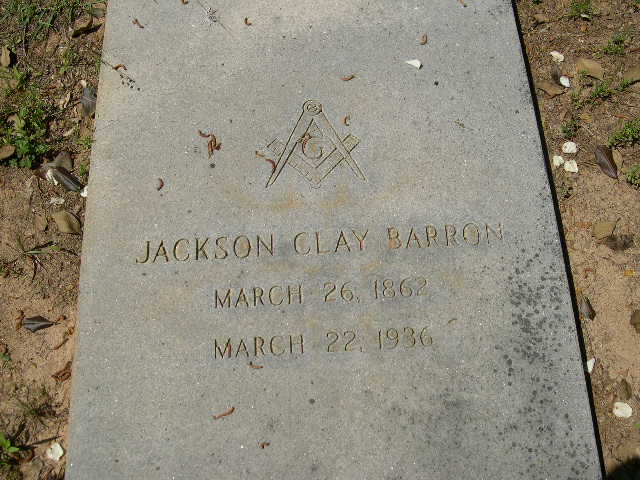 G
JACKSON CLAY BARRON
MARCH 26, 1862
MARCH 22, 1936